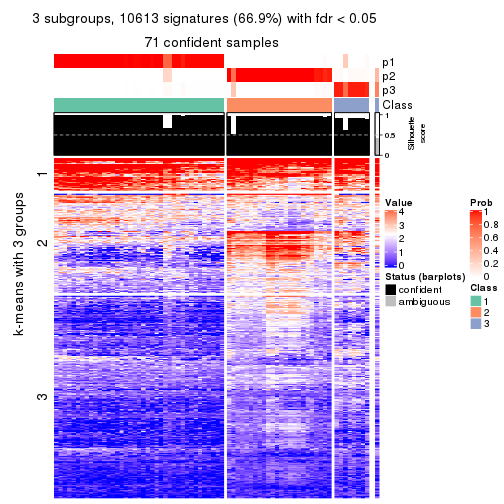 3 subgroups, 10613 signatures (66.9%) with fdr < 0.05
71 confident samples
p1
p2
p3
Class
1
0.5
0
Silhouette
score
k-means with 3 groups
1
2
3
Value
4
3
2
1
0
Status (barplots)
confident
ambiguous
Prob
1
0.8
0.6
0.4
0.2
0
Class
1
2
3